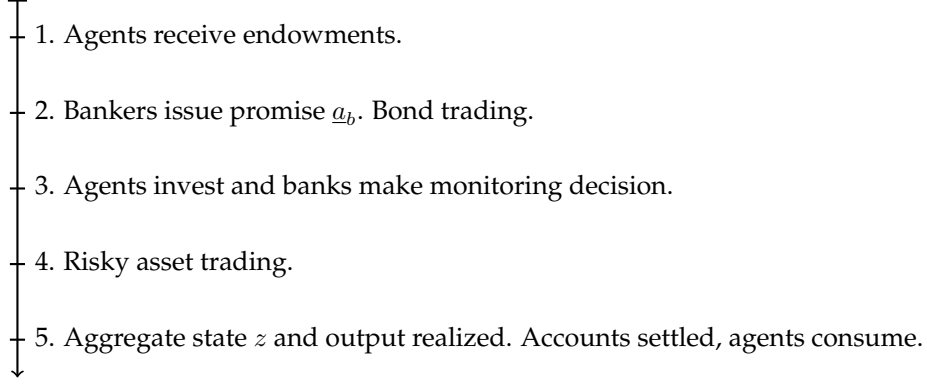 1. Agents receive endowments.
2. Bankers issue promise a̲_b. Bond trading.
3. Agents invest and banks make monitoring decision.
4. Risky asset trading.
5. Aggregate state z and output realized. Accounts settled, agents consume.